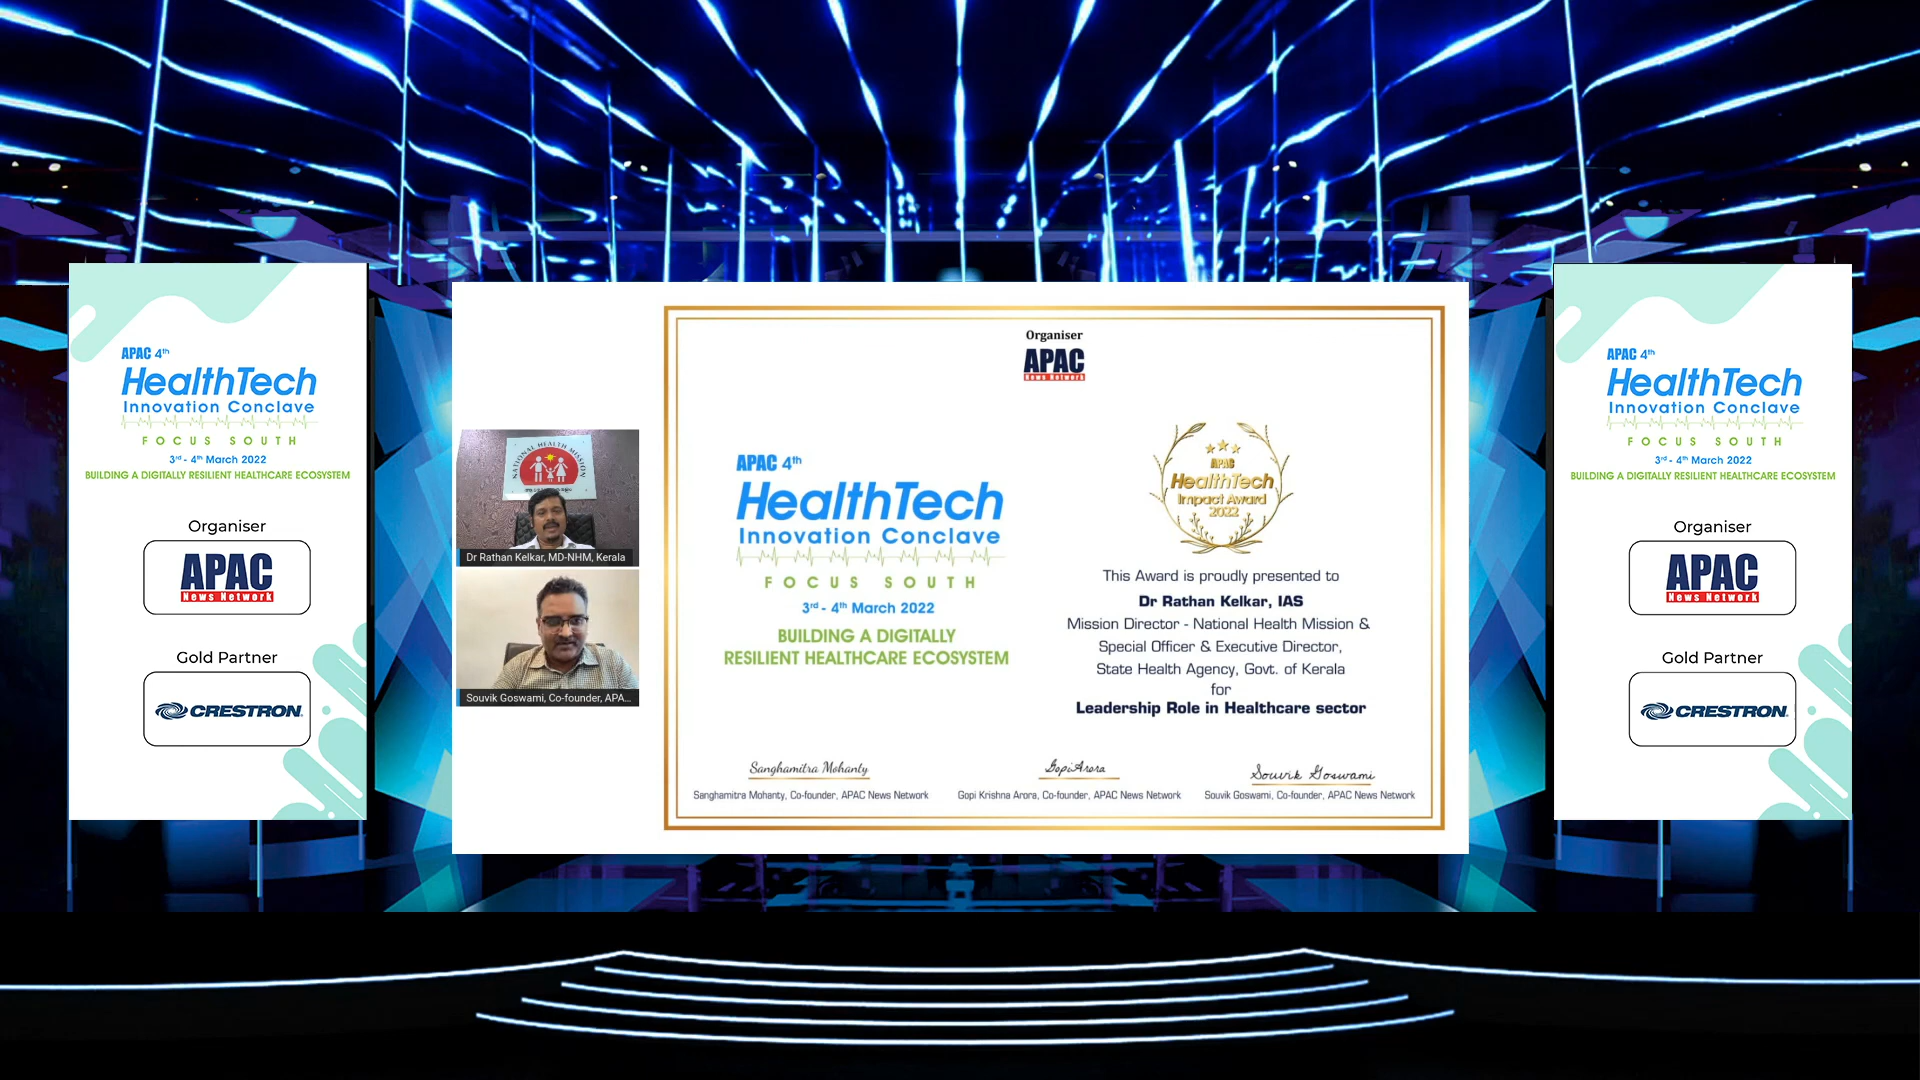 APAC 4th
HealthTech
Innovation Conclave
FOCUS SOUTH
3rd - 4th March 2022
BUILDING A DIGITALLY RESILIENT HEALTHCARE ECOSYSTEM
Organiser
APAC
News Network
Gold Partner
CRESTRON
NATIONAL HEALTH MISSION
Dr Rathan Kelkar, MD-NHM, Kerala
Souvik Goswami, Co-founder, APA...
Organiser
APAC
News Network
APAC 4th
HealthTech
Innovation Conclave
FOCUS SOUTH
3rd - 4th March 2022
BUILDING A DIGITALLY
RESILIENT HEALTHCARE ECOSYSTEM
APAC
HealthTech
Impact Award
2022
This Award is proudly presented to
Dr Rathan Kelkar, IAS
Mission Director - National Health Mission &
Special Officer & Executive Director,
State Health Agency, Govt. of Kerala
for
Leadership Role in Healthcare sector
Sanghamitra Mohanty
Sanghamitra Mohanty, Co-founder, APAC News Network
Gopi Arora
Gopi Krishna Arora, Co-founder, APAC News Network
Souvik Goswami
Souvik Goswami, Co-founder, APAC News Network
APAC 4th
HealthTech
Innovation Conclave
FOCUS SOUTH
3rd - 4th March 2022
BUILDING A DIGITALLY RESILIENT HEALTHCARE ECOSYSTEM
Organiser
APAC
News Network
Gold Partner
CRESTRON